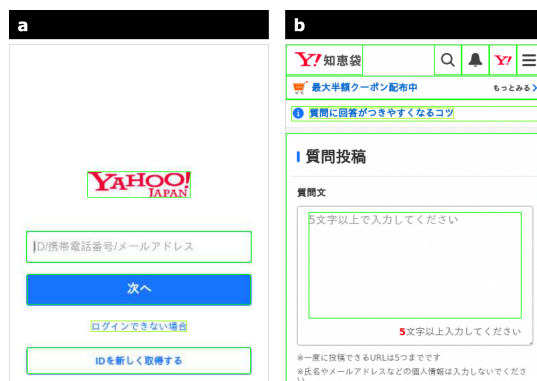 a
YAHOO!
JAPAN
ID/携帯電話番号/メールアドレス
次へ
ログインできない場合
IDを新しく取得する
b
Y! 知恵袋
Y!
最大半額クーポン配布中
もっとみる
質問に回答がつきやすくなるコツ
質問投稿
質問文
5文字以上で入力してください
5文字以上入力してください
※一度に投稿できるURLは5つまでです
※氏名やメールアドレスなどの個人情報は入力しないでください